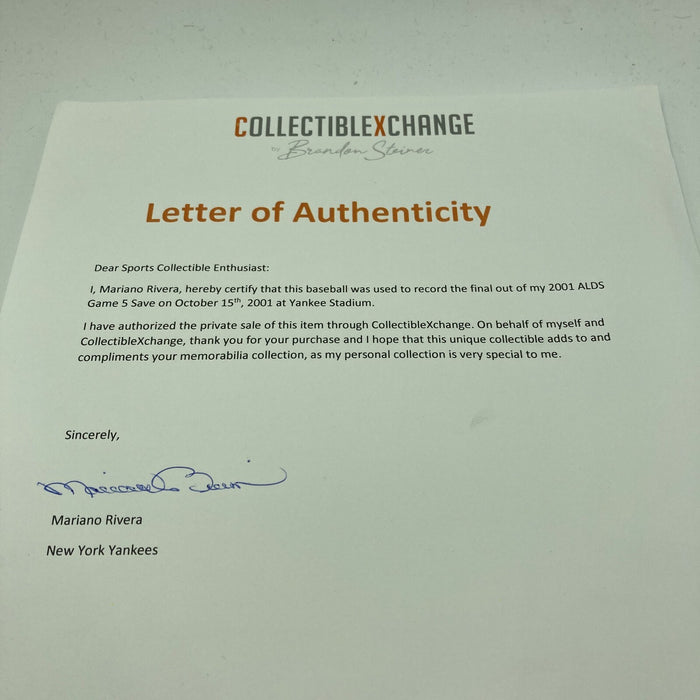 COLLECTIBLEXCHANGE
by Brandon Steiner
Letter of Authenticity
Dear Sports Collectible Enthusiast:
I, Mariano Rivera, hereby certify that this baseball was used to record the final out of my 2001 ALDS
Game 5 Save on October 15th, 2001 at Yankee Stadium.
I have authorized the private sale of this item through CollectibleXchange. On behalf of myself and
CollectibleXchange, thank you for your purchase and I hope that this unique collectible adds to and
compliments your memorabilia collection, as my personal collection is very special to me.
Sincerely,
Mariano Rivera
Mariano Rivera
New York Yankees